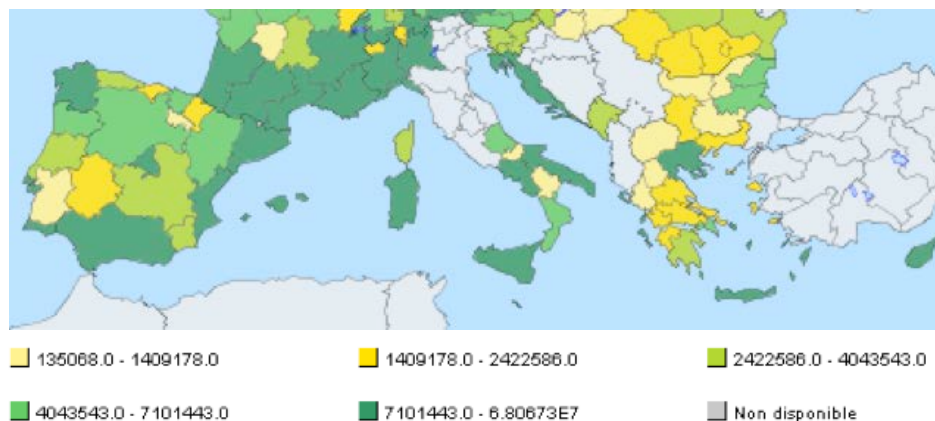 135068.0 - 1409178.0
1409178.0 - 2422586.0
2422586.0 - 4043543.0
4043543.0 - 7101443.0
7101443.0 - 6.80673E7
Non disponible